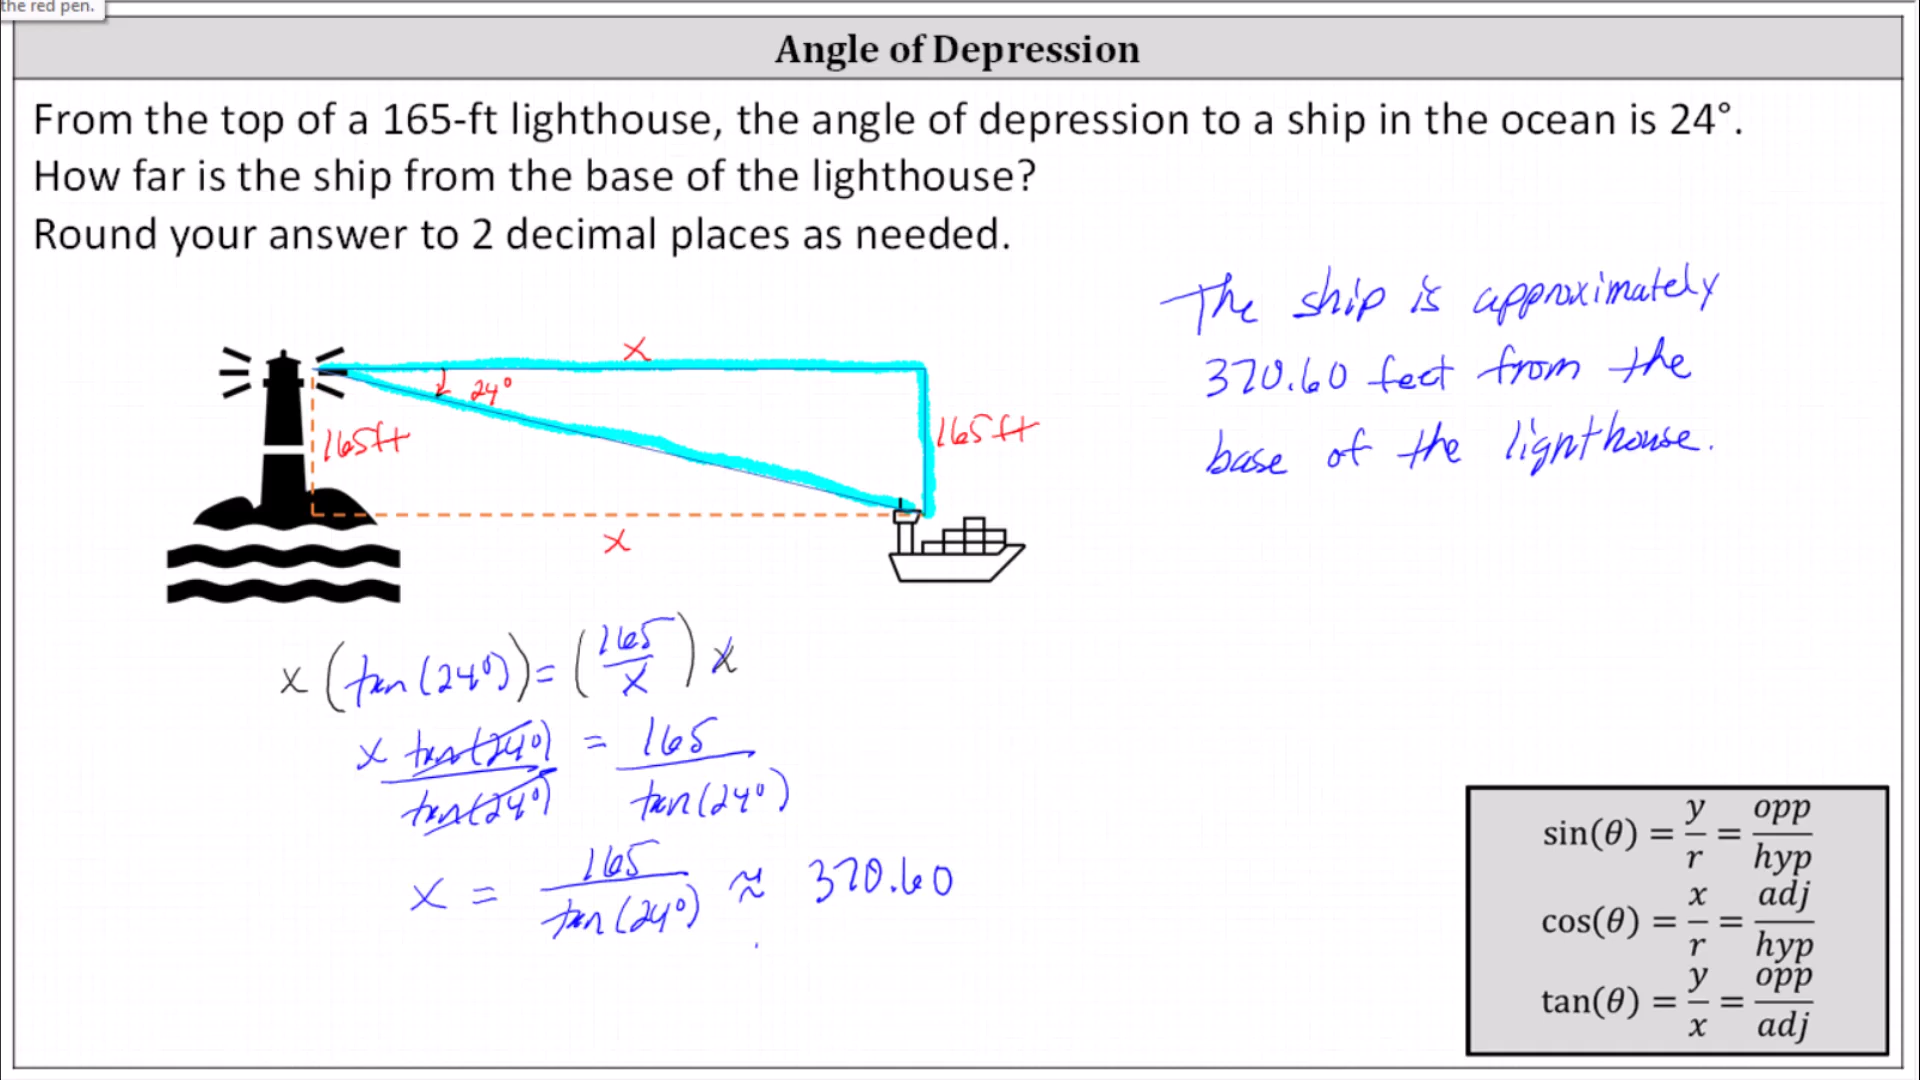 the red pen.
Angle of Depression
From the top of a 165-ft lighthouse, the angle of depression to a ship in the ocean is 24°.
How far is the ship from the base of the lighthouse?
Round your answer to 2 decimal places as needed.
The ship is approximately
370.60 feet from the
base of the lighthouse.
x
24°
165ft
165ft
x
x (tan(24°)) = (165/x) x
x tan(24°)/tan(24°) = 165/tan(24°)
x = 165/tan(24°) ≈ 370.60
sin(θ) = y/r = opp/hyp
cos(θ) = x/r = adj/hyp
tan(θ) = y/x = opp/adj